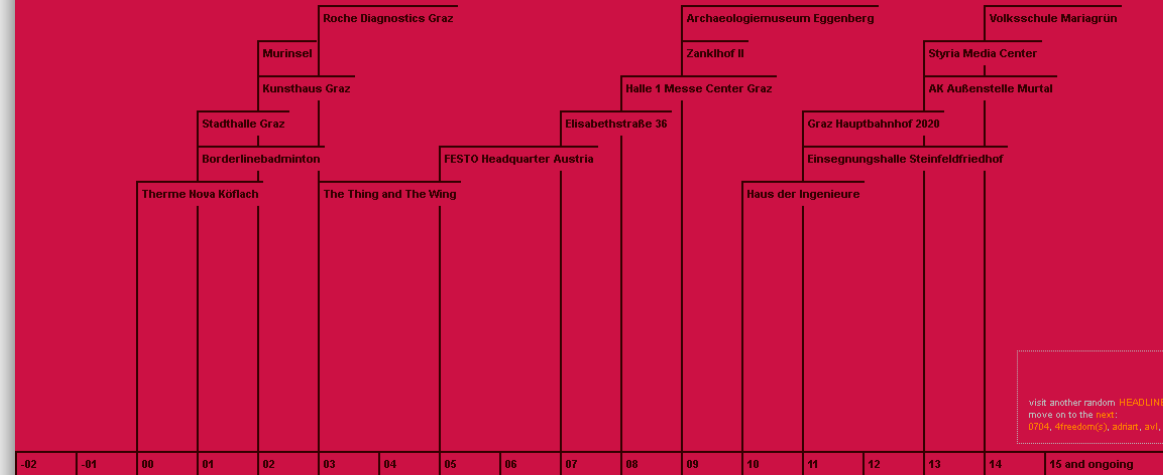 Roche Diagnostics Graz
Archaeologiemuseum Eggenberg
Volksschule Mariagrün
Murinsel
Zanklhof II
Styria Media Center
Kunsthaus Graz
Halle 1 Messe Center Graz
AK Außenstelle Murtal
Stadthalle Graz
Elisabethstraße 36
Graz Hauptbahnhof 2020
Borderlinebadminton
FESTO Headquarter Austria
Einsegnungshalle Steinfeldfriedhof
Therme Nova Köflach
The Thing and The Wing
Haus der Ingenieure
visit another random HEADLINE
move on to the next:
0704, 4freedom(s), adriart, avl,
-02 -01 00 01 02 03 04 05 06 07 08 09 10 11 12 13 14 15 and ongoing